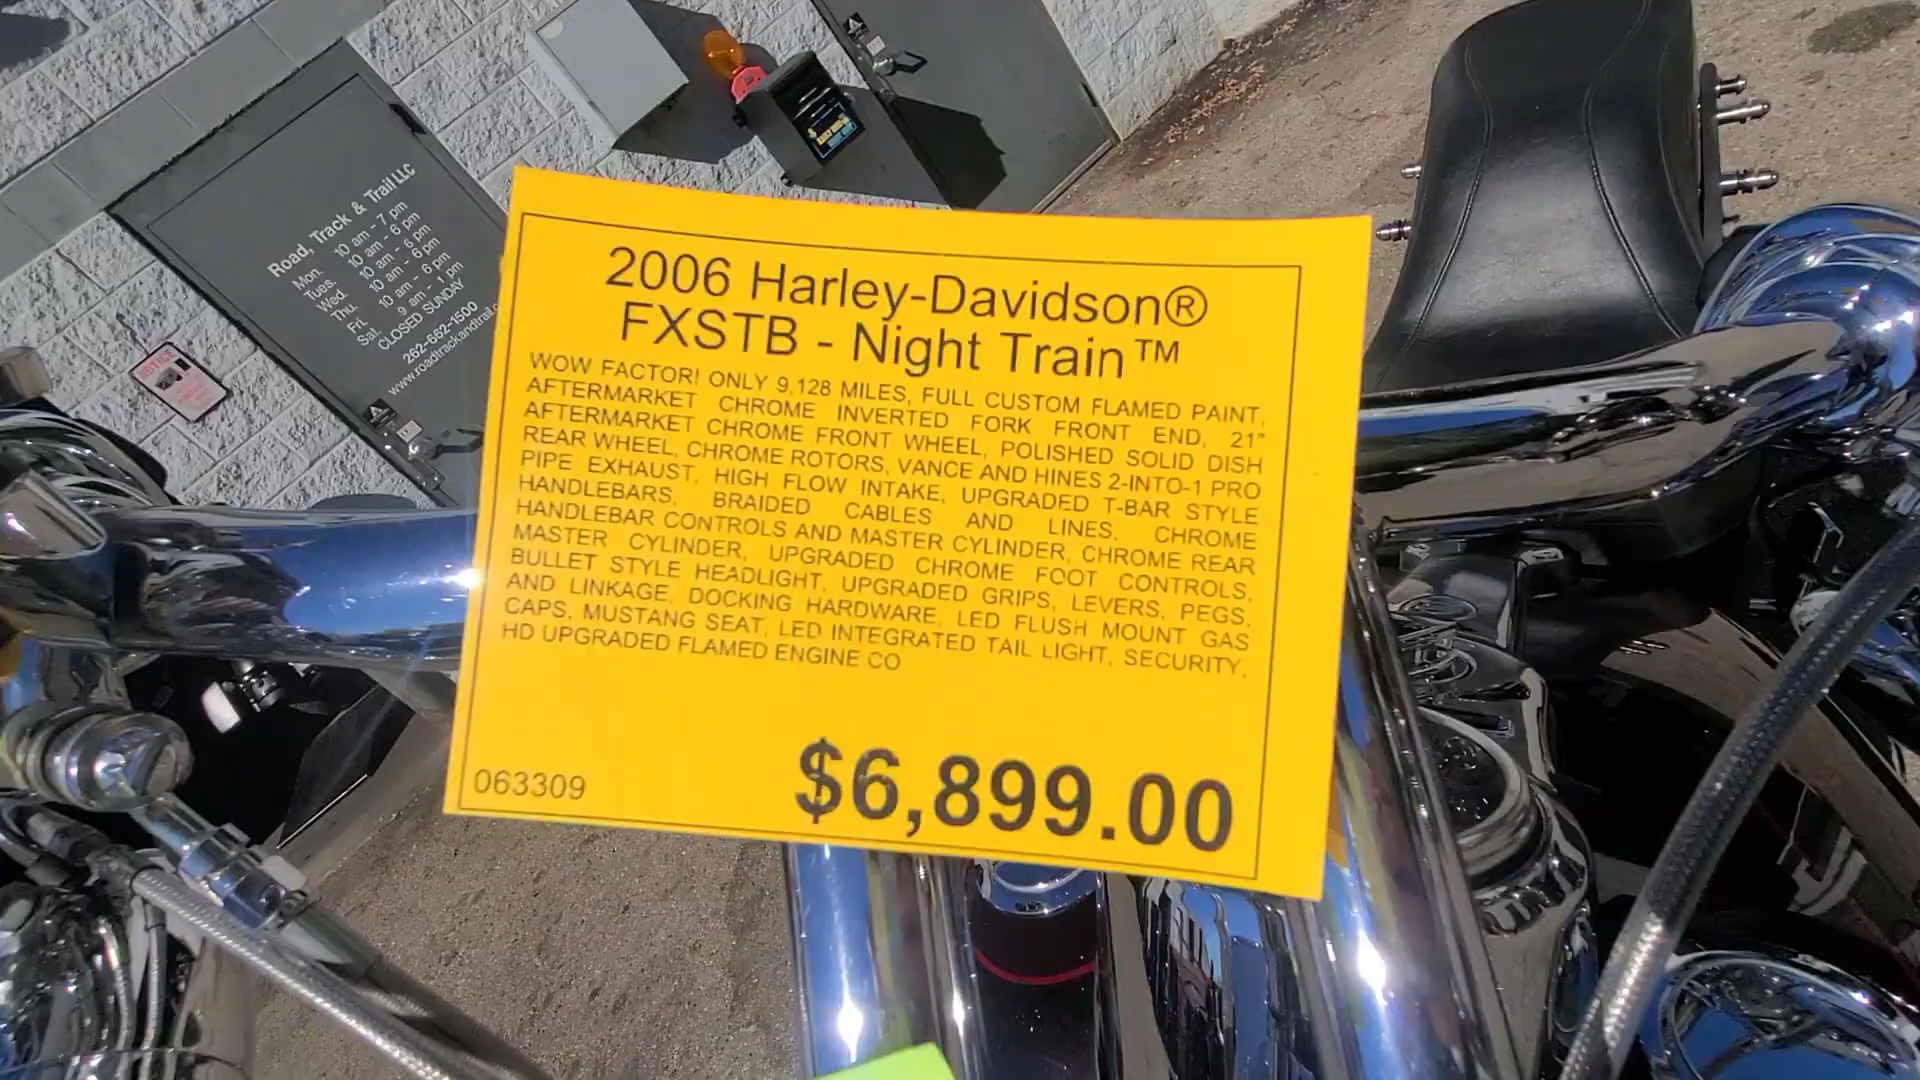 Road, Track & Trail LLC
Mon. 10 am - 7 pm
Tues. 10 am - 6 pm
Wed. 10 am - 6 pm
Thu. 10 am - 6 pm
Fri. 10 am - 6 pm
Sat. 9 am - 1 pm
CLOSED SUNDAY
262-662-1500
www.roadtrackandtrail.c
NOTICE
2006 Harley-Davidson®
FXSTB - Night Train™
WOW FACTOR! ONLY 9,128 MILES, FULL CUSTOM FLAMED PAINT,
AFTERMARKET CHROME INVERTED FORK FRONT END, 21"
AFTERMARKET CHROME FRONT WHEEL, POLISHED SOLID DISH
REAR WHEEL, CHROME ROTORS, VANCE AND HINES 2-INTO-1 PRO
PIPE EXHAUST, HIGH FLOW INTAKE, UPGRADED T-BAR STYLE
HANDLEBARS, BRAIDED CABLES AND LINES, CHROME
HANDLEBAR CONTROLS AND MASTER CYLINDER, CHROME REAR
MASTER CYLINDER, UPGRADED CHROME FOOT CONTROLS,
BULLET STYLE HEADLIGHT, UPGRADED GRIPS, LEVERS, PEGS,
AND LINKAGE, DOCKING HARDWARE, LED FLUSH MOUNT GAS
CAPS, MUSTANG SEAT, LED INTEGRATED TAIL LIGHT, SECURITY,
HD UPGRADED FLAMED ENGINE CO
063309
$6,899.00